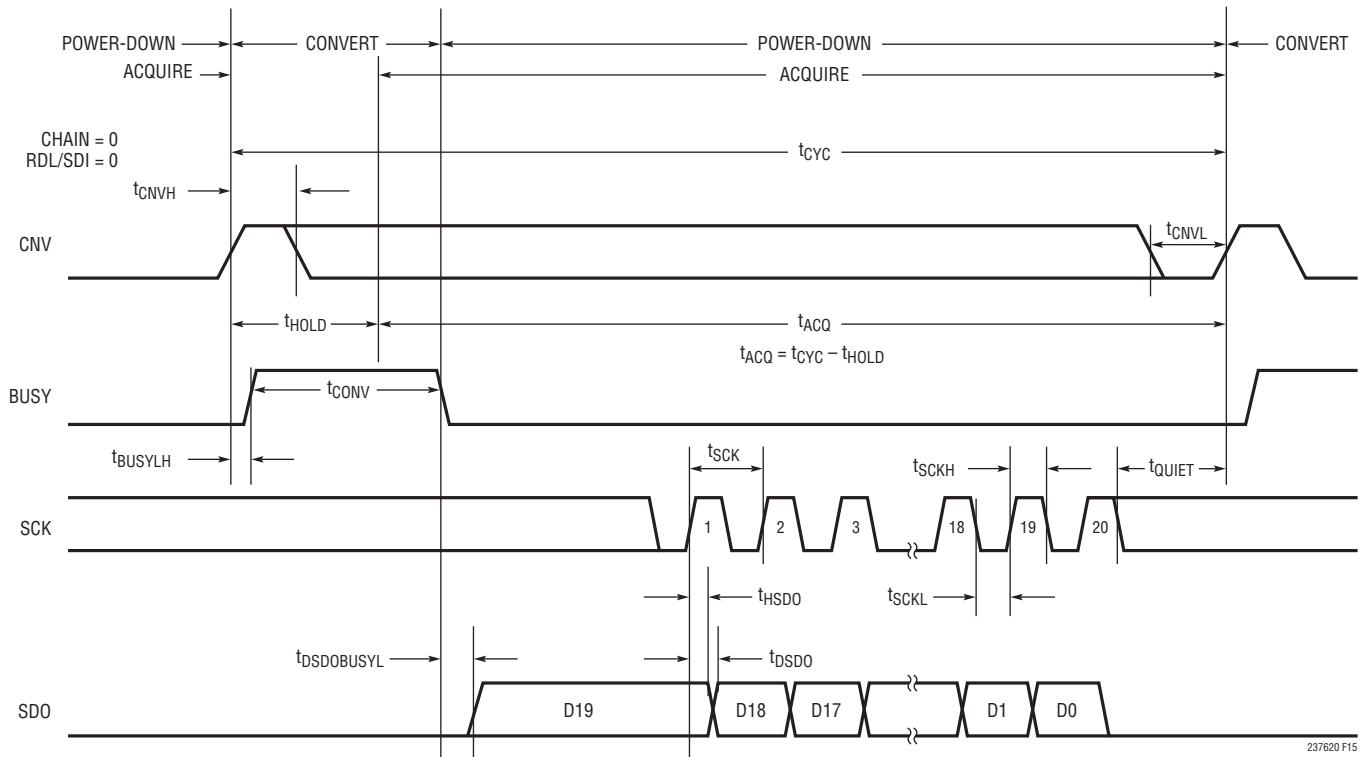 POWER-DOWN CONVERT POWER-DOWN CONVERT
ACQUIRE ACQUIRE
CHAIN = 0
RDL/SDI = 0
tCYC
tCNVH
CNV
tCNVL
tHOLD tACQ
tACQ = tCYC – tHOLD
BUSY
tCONV
tBUSYLH
tSCK tSCKH tQUIET
SCK
1 2 3 18 19 20
tHSDO tSCKL
tDSDOBUSYL tDSDO
SDO
D19 D18 D17 D1 D0
237620 F15